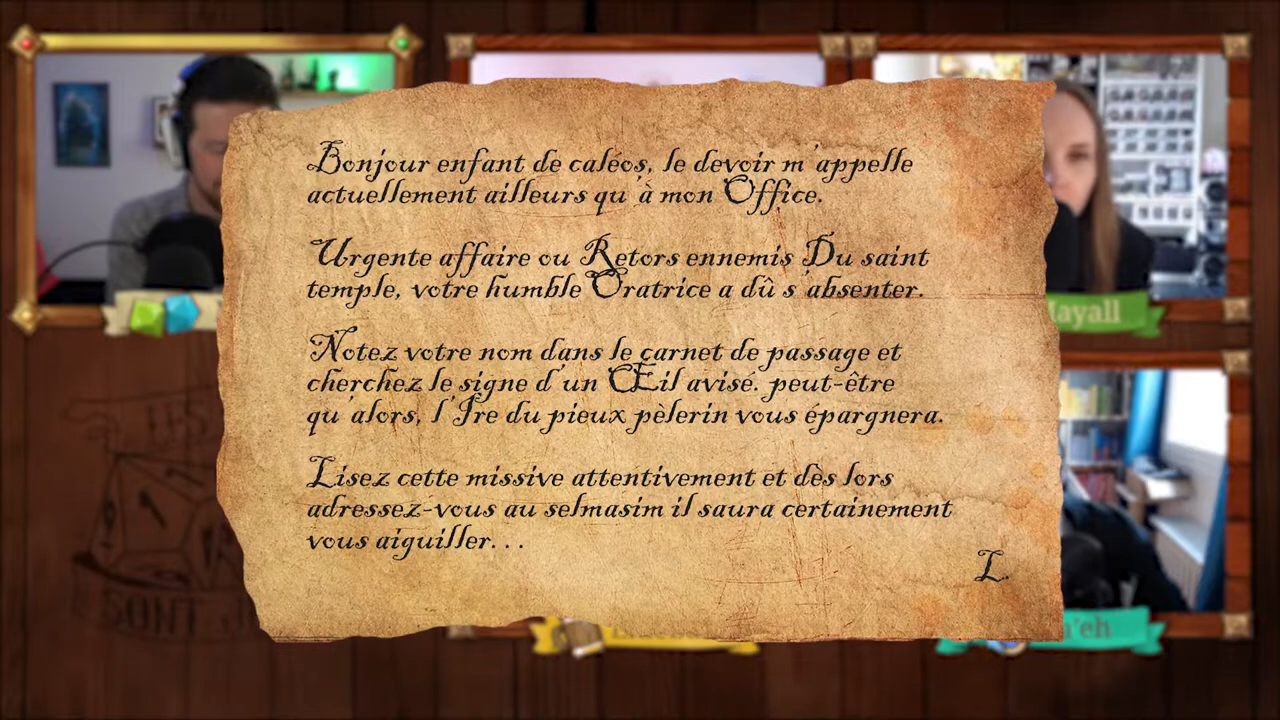 Bonjour enfant de caléos, le devoir m'appelle
actuellement ailleurs qu'à mon Office.
Urgente affaire ou Retors ennemis Du saint
temple, votre humble Oratrice a dû s'absenter.
Notez votre nom dans le carnet de passage et
cherchez le signe d'un Œil avisé. peut-être
qu'alors, l'Ire du pieux pèlerin vous épargnera.
Lisez cette missive attentivement et dès lors
adressez-vous au selmasim il saura certainement
vous aiguiller...
L.
SONT